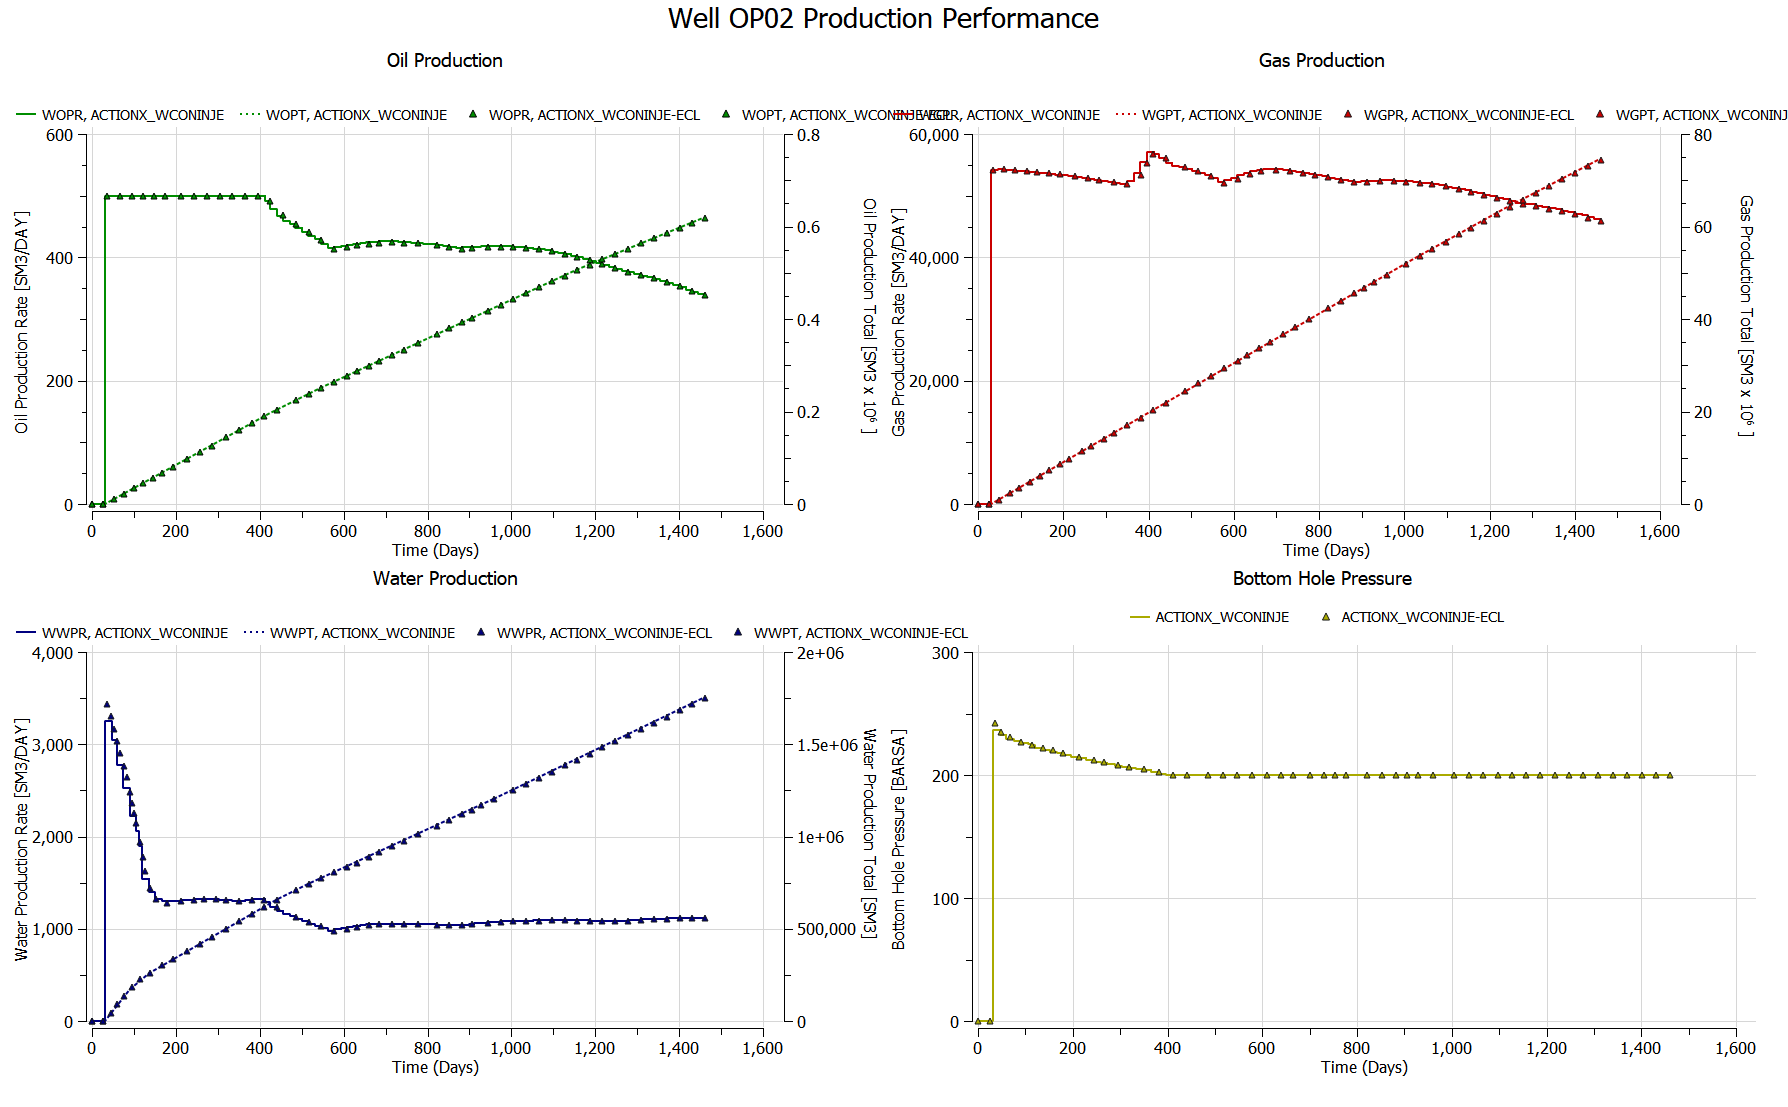 Well OP02 Production Performance
Oil Production
WOPR, ACTIONX_WCONINJE
WOPT, ACTIONX_WCONINJE
WOPR, ACTIONX_WCONINJE-ECL
WOPT, ACTIONX_WCONINJE-ECL
600
400
200
0
Oil Production Rate [SM3/DAY]
0.8
0.6
0.4
0.2
0
Oil Production Total [SM3 x 10⁶ ]
0 200 400 600 800 1,000 1,200 1,400 1,600
Time (Days)
Gas Production
WGPR, ACTIONX_WCONINJE
WGPT, ACTIONX_WCONINJE
WGPR, ACTIONX_WCONINJE-ECL
WGPT, ACTIONX_WCONINJ
60,000
40,000
20,000
0
Gas Production Rate [SM3/DAY]
80
60
40
20
0
Gas Production Total [SM3 x 10⁶ ]
0 200 400 600 800 1,000 1,200 1,400 1,600
Time (Days)
Water Production
WWPR, ACTIONX_WCONINJE
WWPT, ACTIONX_WCONINJE
WWPR, ACTIONX_WCONINJE-ECL
WWPT, ACTIONX_WCONINJE-ECL
4,000
3,000
2,000
1,000
0
Water Production Rate [SM3/DAY]
2e+06
1.5e+06
1e+06
500,000
0
Water Production Total [SM3]
0 200 400 600 800 1,000 1,200 1,400 1,600
Time (Days)
Bottom Hole Pressure
ACTIONX_WCONINJE
ACTIONX_WCONINJE-ECL
300
200
100
0
Bottom Hole Pressure [BARSA]
0 200 400 600 800 1,000 1,200 1,400 1,600
Time (Days)